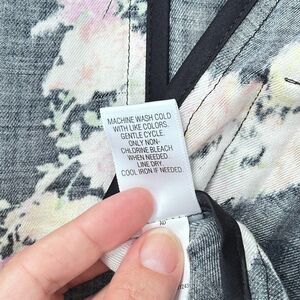 MACHINE WASH COLD
WITH LIKE COLORS.
GENTLE CYCLE.
ONLY NON-
CHLORINE BLEACH
WHEN NEEDED.
LINE DRY.
COOL IRON IF NEEDED.